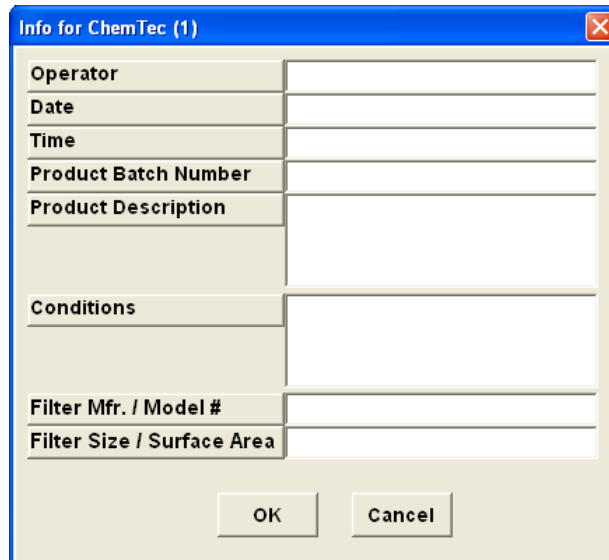 Info for ChemTec (1)
Operator
Date
Time
Product Batch Number
Product Description
Conditions
Filter Mfr. / Model #
Filter Size / Surface Area
OK Cancel